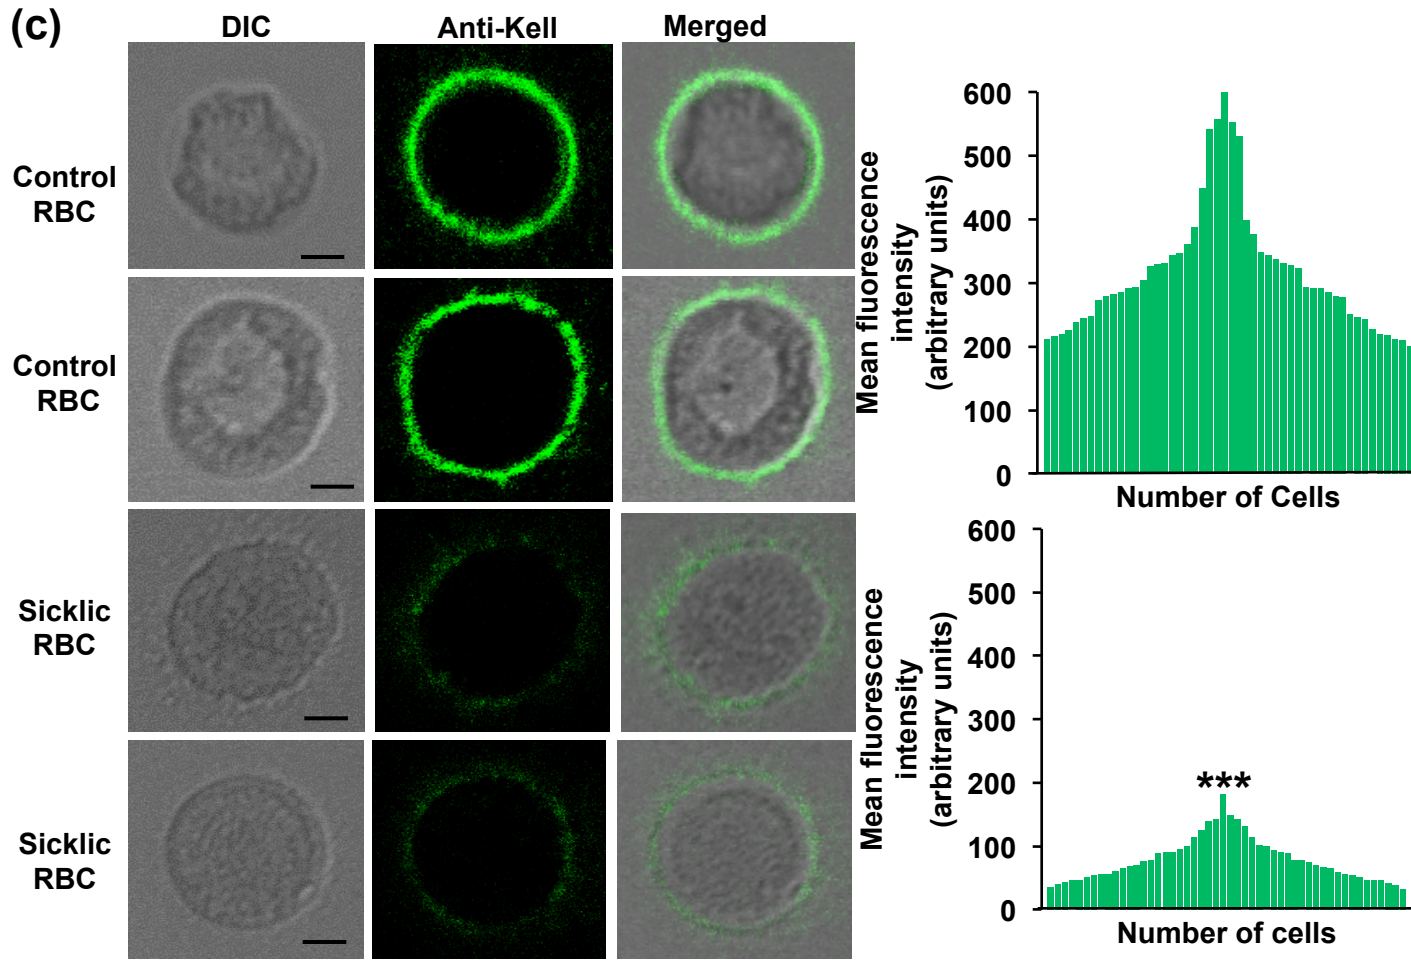 (c)
DIC
Anti-Kell
Merged
Control
RBC
Control
RBC
Sicklic
RBC
Sicklic
RBC
Mean fluorescence
intensity
(arbitrary units)
600
500
400
300
200
100
0
Number of Cells
Mean fluorescence
intensity
(arbitrary units)
600
500
400
300
200
100
0
***
Number of cells